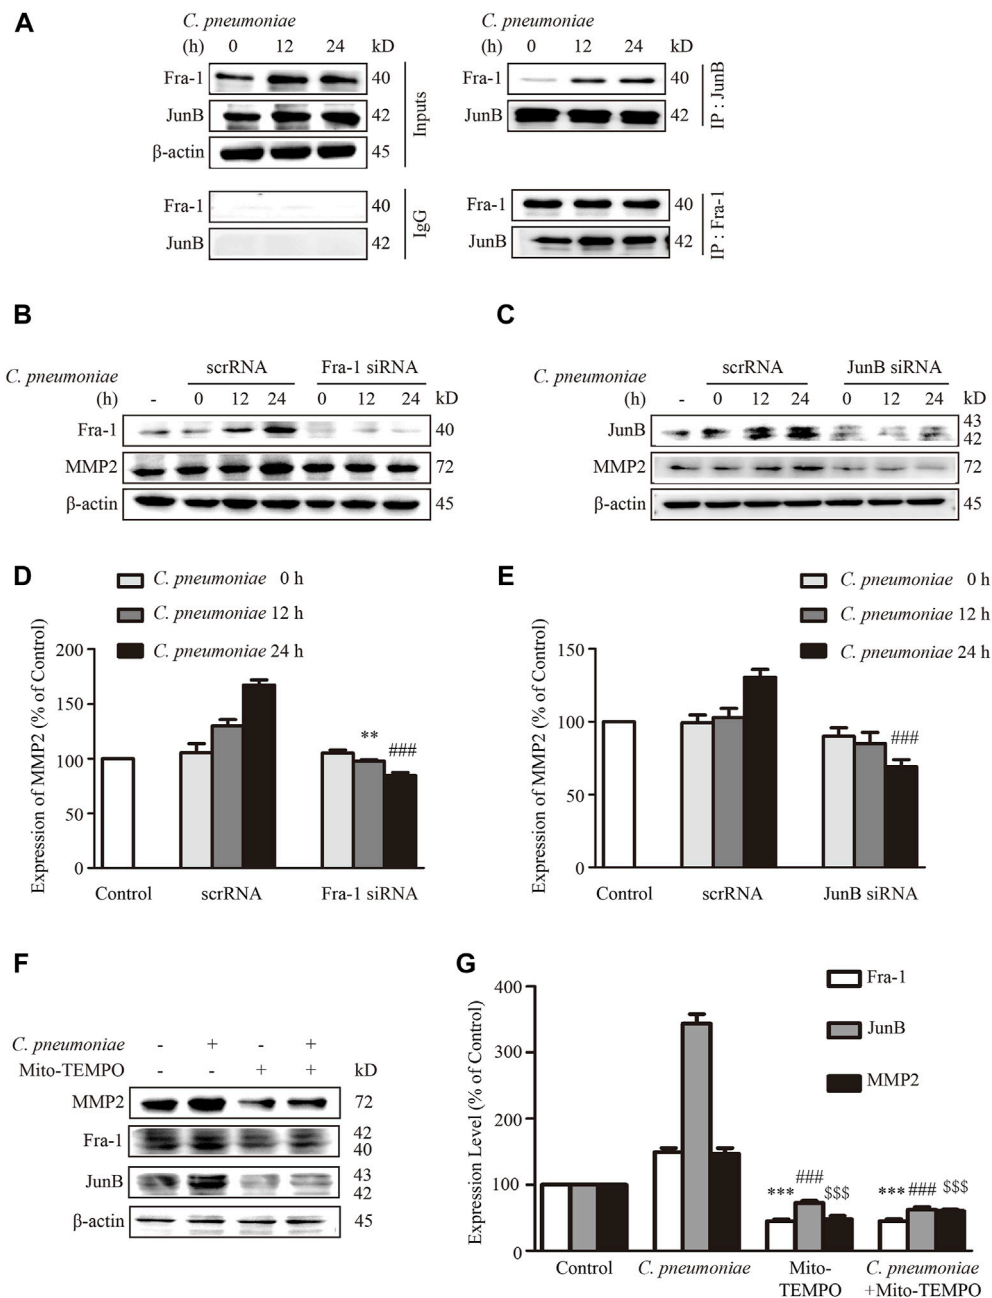 A
C. pneumoniae
(h) 0 12 24 kD
Fra-1 40
JunB 42
β-actin 45
Inputs
Fra-1 40
JunB 42
IgG
C. pneumoniae
(h) 0 12 24 kD
Fra-1 40
JunB 42
IP : JunB
Fra-1 40
JunB 42
IP : Fra-1
B
scrRNA Fra-1 siRNA
C. pneumoniae
(h) - 0 12 24 0 12 24 kD
Fra-1 40
MMP2 72
β-actin 45
C
scrRNA JunB siRNA
C. pneumoniae
(h) - 0 12 24 0 12 24 kD
JunB 43
42
MMP2 72
β-actin 45
D
C. pneumoniae 0 h
C. pneumoniae 12 h
C. pneumoniae 24 h
Expression of MMP2 (% of Control)
200
150
100
50
0
** ###
Control scrRNA Fra-1 siRNA
E
C. pneumoniae 0 h
C. pneumoniae 12 h
C. pneumoniae 24 h
Expression of MMP2 (% of Control)
150
100
50
0
###
Control scrRNA JunB siRNA
F
C. pneumoniae - + - +
Mito-TEMPO - - + + kD
MMP2 72
Fra-1 42
40
JunB 43
42
β-actin 45
G
Fra-1
JunB
MMP2
Expression Level (% of Control)
400
300
200
100
0
*** ### $$$ *** ### $$$
Control C. pneumoniae Mito-TEMPO C. pneumoniae +Mito-TEMPO